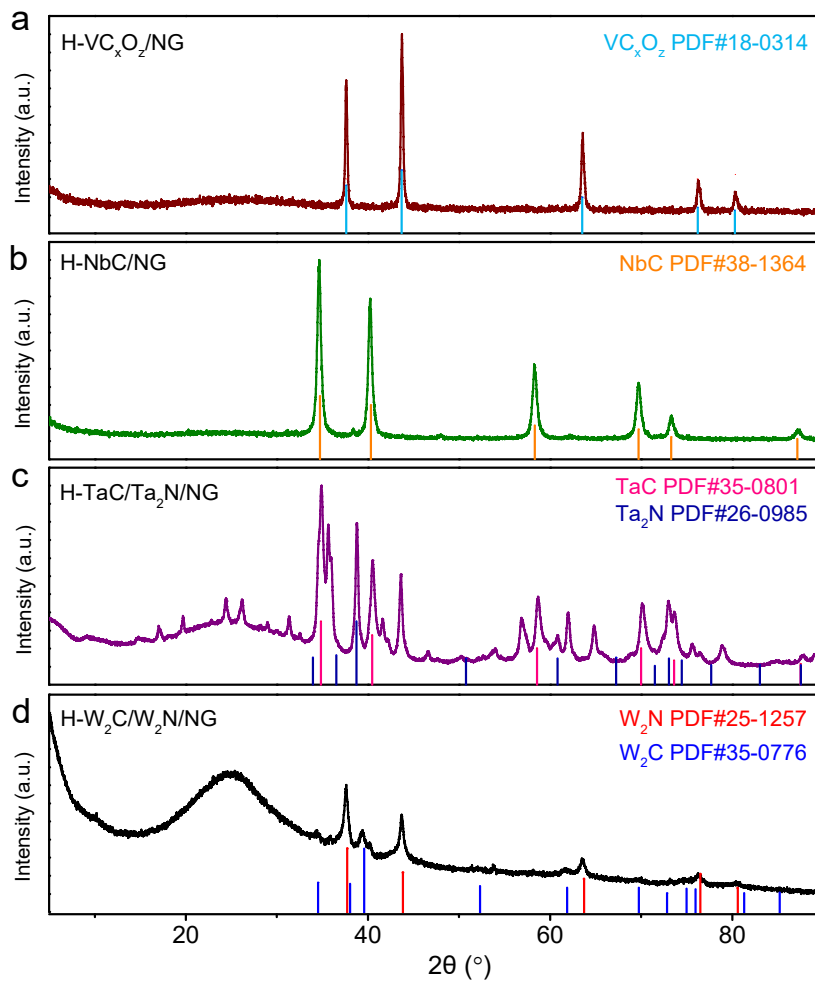 a
H-VCxOz/NG
VCxOz PDF#18-0314
Intensity (a.u.)
b
H-NbC/NG
NbC PDF#38-1364
Intensity (a.u.)
c
H-TaC/Ta2N/NG
TaC PDF#35-0801
Ta2N PDF#26-0985
Intensity (a.u.)
d
H-W2C/W2N/NG
W2N PDF#25-1257
W2C PDF#35-0776
Intensity (a.u.)
20 40 60 80
2θ (°)